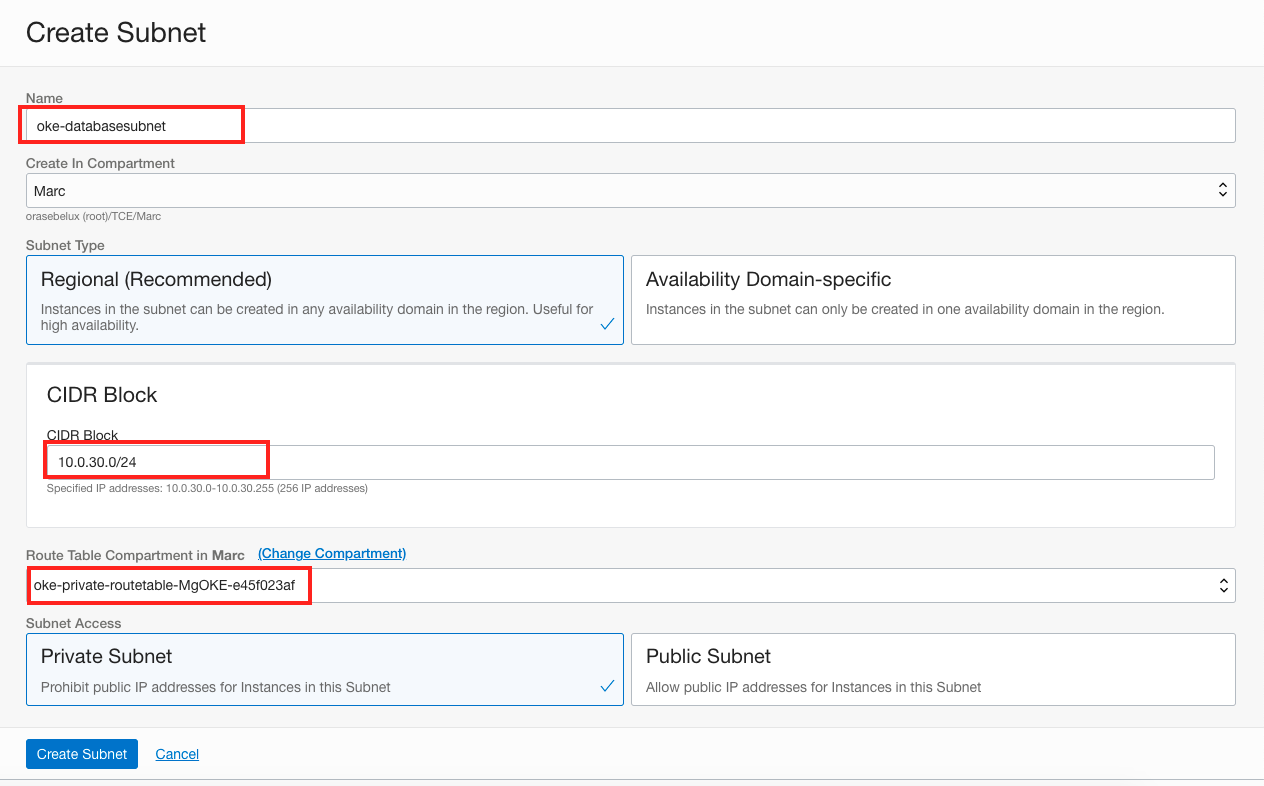 Create Subnet
Name
oke-databasesubnet
Create In Compartment
Marc
orasebelux (root)/TCE/Marc
Subnet Type
Regional (Recommended)
Instances in the subnet can be created in any availability domain in the region. Useful for
high availability.
Availability Domain-specific
Instances in the subnet can only be created in one availability domain in the region.
CIDR Block
CIDR Block
10.0.30.0/24
Specified IP addresses: 10.0.30.0-10.0.30.255 (256 IP addresses)
Route Table Compartment in Marc (Change Compartment)
oke-private-routetable-MgOKE-e45f023af
Subnet Access
Private Subnet
Prohibit public IP addresses for Instances in this Subnet
Public Subnet
Allow public IP addresses for Instances in this Subnet
Create Subnet Cancel